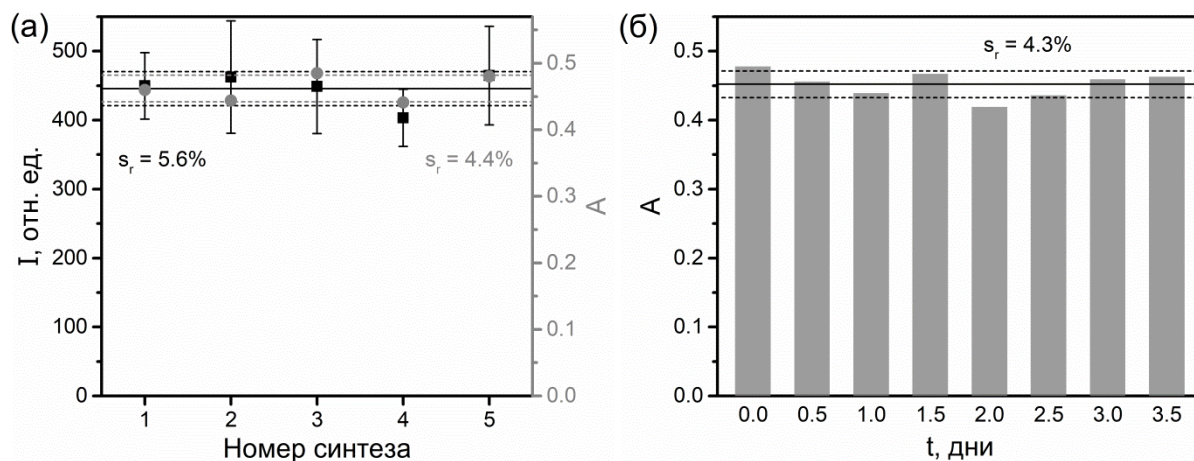 (а)
500
400
300
200
100
0
I, отн. ед.
sᵣ = 5.6%
sᵣ = 4.4%
0.5
0.4
0.3
0.2
0.1
0.0
A
1 2 3 4 5
Номер синтеза
(б)
sᵣ = 4.3%
0.5
0.4
0.3
0.2
0.1
0.0
A
0.0 0.5 1.0 1.5 2.0 2.5 3.0 3.5
t, дни